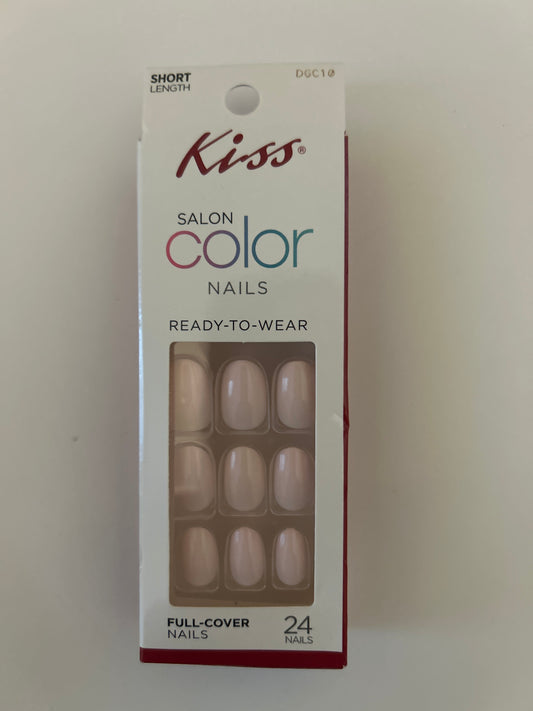 SHORT
LENGTH
DGC10
Kiss®
SALON
color
NAILS
READY-TO-WEAR
FULL-COVER
NAILS
24
NAILS